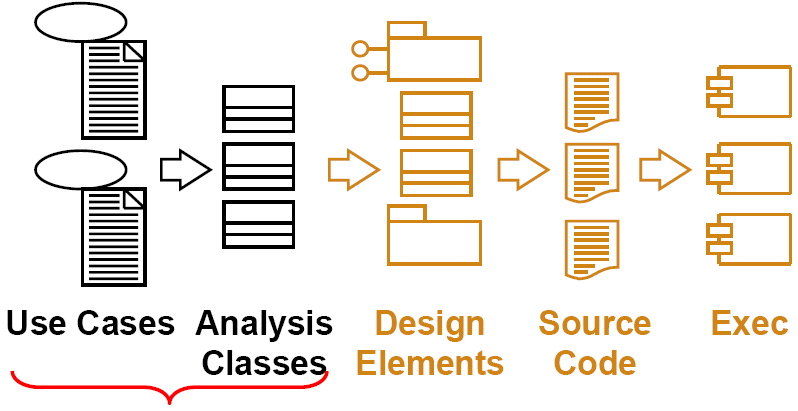 Use Cases
Analysis
Classes
Design
Elements
Source
Code
Exec